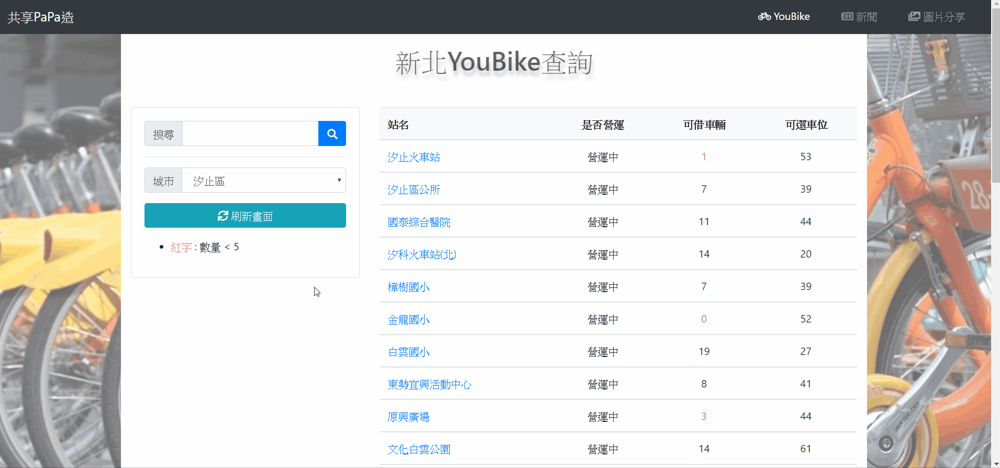 共享PaPa造
YouBike
新聞
圖片分享
新北YouBike查詢
搜尋
城市 汐止區
刷新畫面
紅字 : 數量 < 5
站名 是否營運 可借車輛 可還車位
汐止火車站 營運中 1 53
汐止區公所 營運中 7 39
國泰綜合醫院 營運中 11 44
汐科火車站(北) 營運中 14 20
樟樹國小 營運中 7 39
金龍國小 營運中 0 52
白雲國小 營運中 19 27
東勢宜興活動中心 營運中 8 41
原興廣場 營運中 3 44
文化白雲公園 營運中 14 61